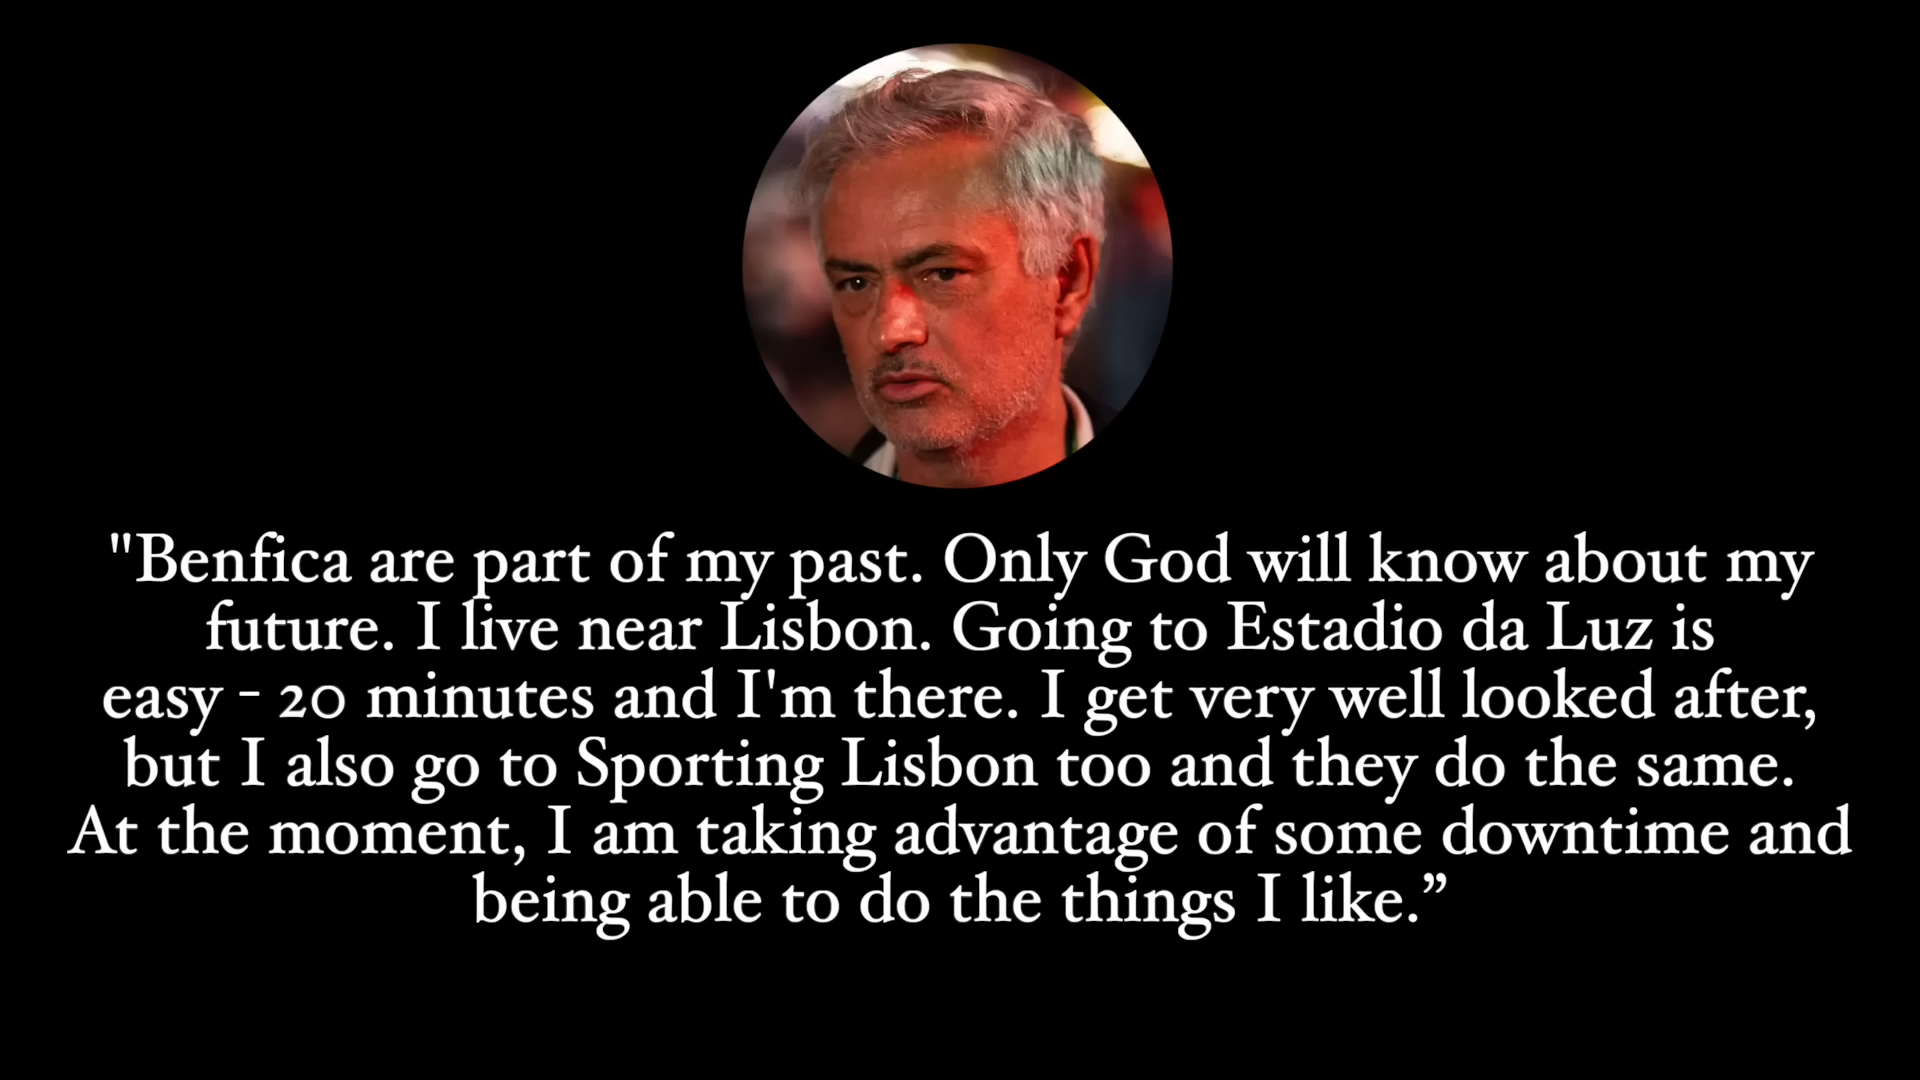 "Benfica are part of my past. Only God will know about my
future. I live near Lisbon. Going to Estadio da Luz is
easy - 20 minutes and I'm there. I get very well looked after,
but I also go to Sporting Lisbon too and they do the same.
At the moment, I am taking advantage of some downtime and
being able to do the things I like.”